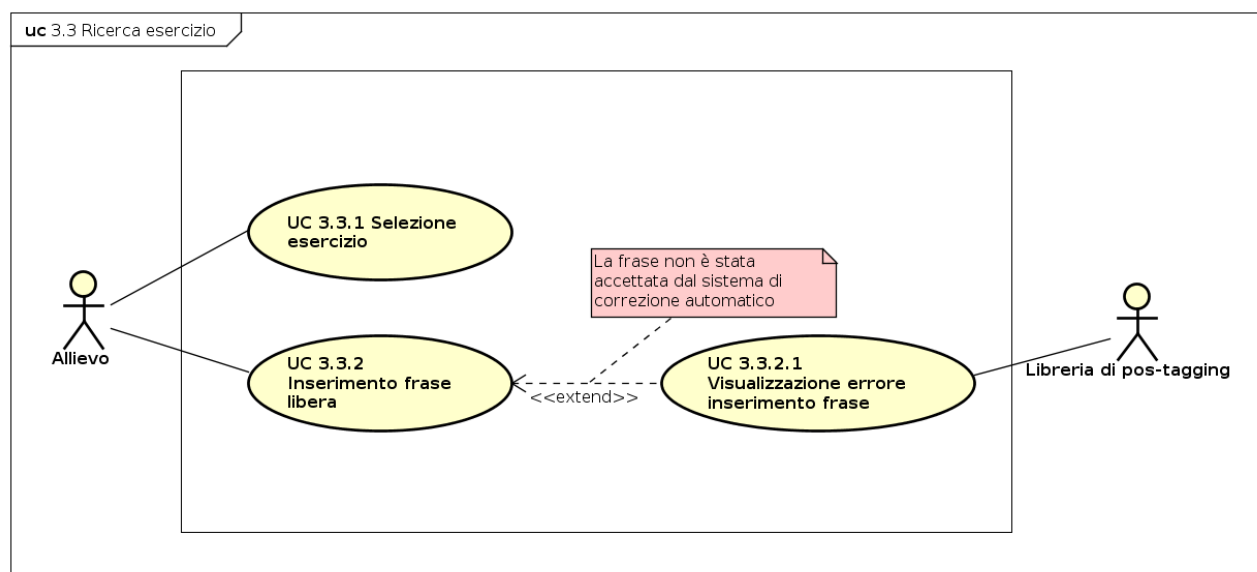 uc 3.3 Ricerca esercizio
UC 3.3.1 Selezione
esercizio
La frase non è stata
accettata dal sistema di
correzione automatico
Allievo
UC 3.3.2
Inserimento frase
libera
<<extend>>
UC 3.3.2.1
Visualizzazione errore
inserimento frase
Libreria di pos-tagging